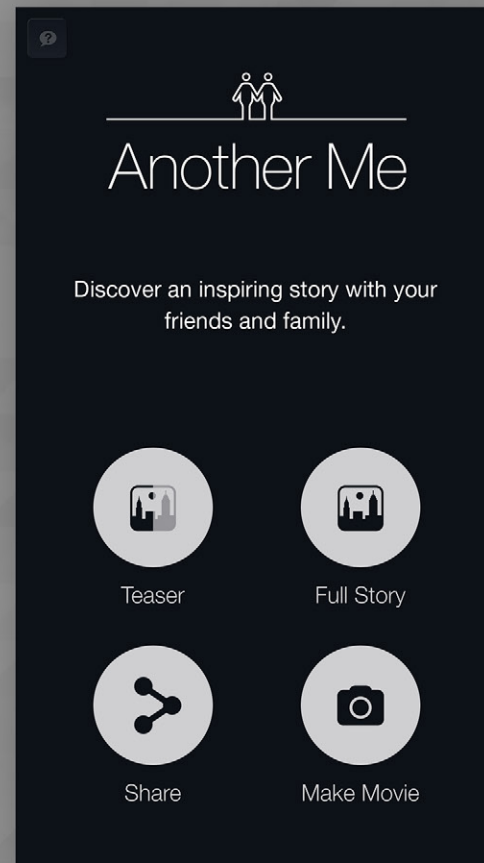 Another Me
Discover an inspiring story with your
friends and family.
Teaser
Full Story
Share
Make Movie